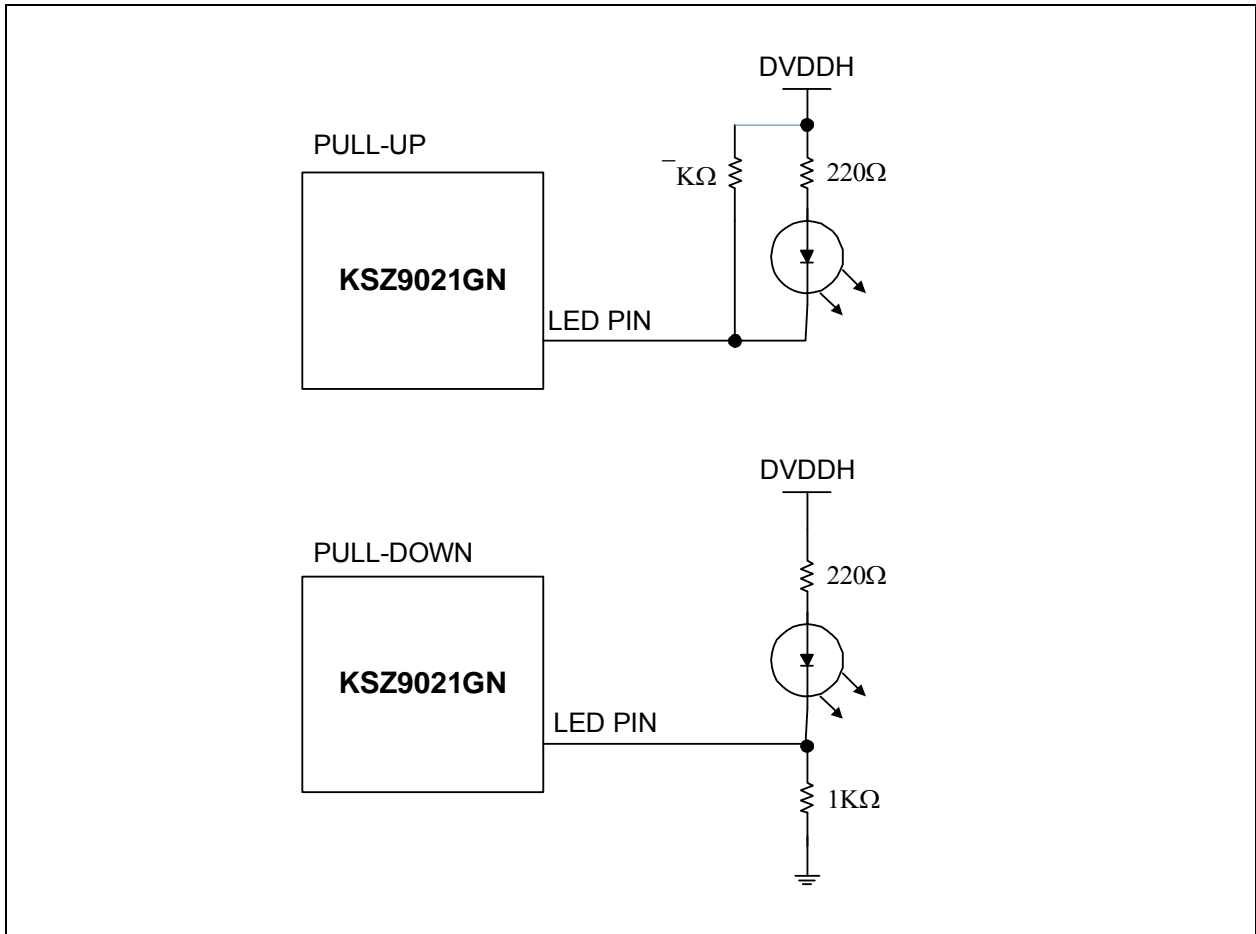 DVDDH
PULL-UP
KΩ
220Ω
KSZ9021GN
LED PIN
DVDDH
PULL-DOWN
220Ω
KSZ9021GN
LED PIN
1KΩ